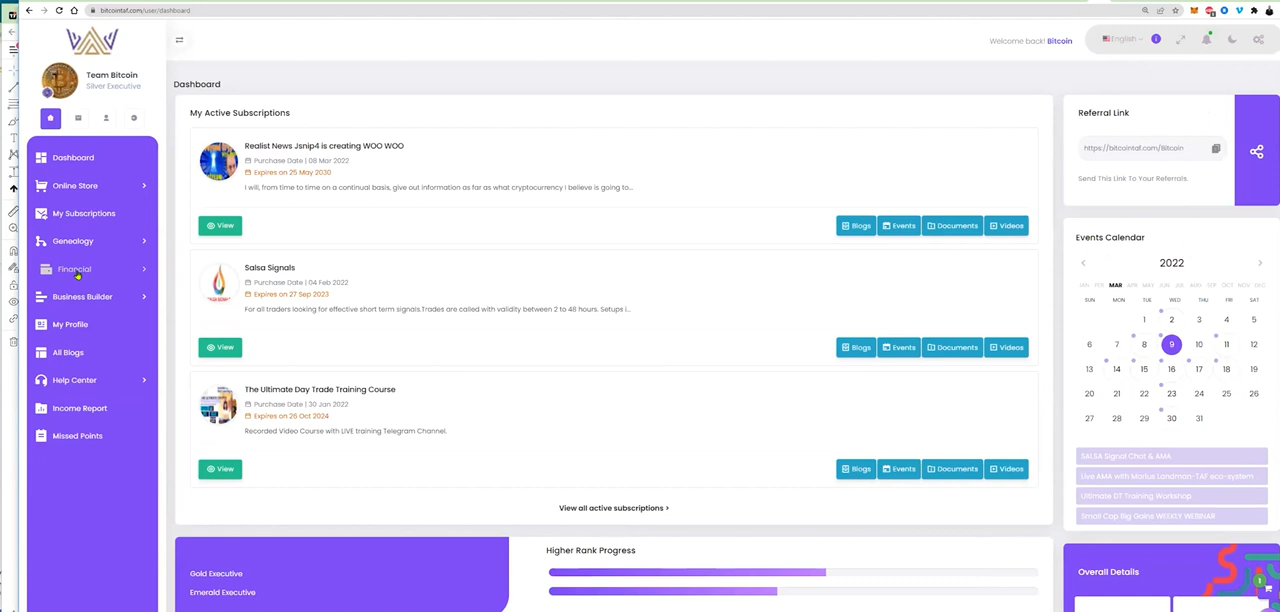 bitcointaf.com/user/dashboard
Welcome back! Bitcoin
English
Team Bitcoin
Silver Executive
Dashboard
Online Store
My Subscriptions
Genealogy
Financial
Business Builder
My Profile
All Blogs
Help Center
Income Report
Missed Points
Dashboard
My Active Subscriptions
Realist News Jsnip4 is creating WOO WOO
Purchase Date | 08 Mar 2022
Expires on 25 May 2030
I will, from time to time on a continual basis, give out information as far as what cryptocurrency I believe is going to...
View
Blogs Events Documents Videos
Salsa Signals
Purchase Date | 04 Feb 2022
Expires on 27 Sep 2023
For all traders looking for effective short term signals.Trades are called with validity between 2 to 48 hours. Setups i...
View
Blogs Events Documents Videos
The Ultimate Day Trade Training Course
Purchase Date | 30 Jan 2022
Expires on 26 Oct 2024
Recorded Video Course with LIVE training Telegram Channel.
View
Blogs Events Documents Videos
View all active subscriptions >
Gold Executive
Emerald Executive
Higher Rank Progress
Referral Link
https://bitcointaf.com/Bitcoin
Send This Link To Your Referrals.
Events Calendar
2022
JAN FEB MAR APR MAY JUN JUL AUG SEP OCT NOV DEC
SUN MON TUE WED THU FRI SAT
1 2 3 4 5
6 7 8 9 10 11 12
13 14 15 16 17 18 19
20 21 22 23 24 25 26
27 28 29 30 31
SALSA Signal Chat & AMA
Live AMA with Marius Landman-TAF eco-system
Ultimate DT Training Workshop
Small Cap Big Gains WEEKLY WEBINAR
Overall Details